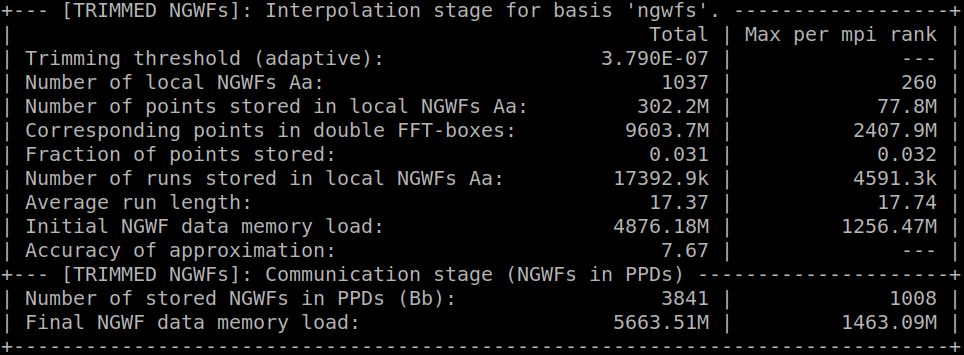 +--- [TRIMMED NGWFs]: Interpolation stage for basis 'ngwfs'. ------------------+
|                                                     Total | Max per mpi rank |
| Trimming threshold (adaptive):                  3.790E-07 |              --- |
| Number of local NGWFs Aa:                            1037 |              260 |
| Number of points stored in local NGWFs Aa:         302.2M |            77.8M |
| Corresponding points in double FFT-boxes:         9603.7M |          2407.9M |
| Fraction of points stored:                          0.031 |            0.032 |
| Number of runs stored in local NGWFs Aa:         17392.9k |          4591.3k |
| Average run length:                                 17.37 |            17.74 |
| Initial NGWF data memory load:                   4876.18M |         1256.47M |
| Accuracy of approximation:                           7.67 |              --- |
+--- [TRIMMED NGWFs]: Communication stage (NGWFs in PPDs) ---------------------+
| Number of stored NGWFs in PPDs (Bb):                 3841 |             1008 |
| Final NGWF data memory load:                     5663.51M |         1463.09M |
+------------------------------------------------------------------------------+